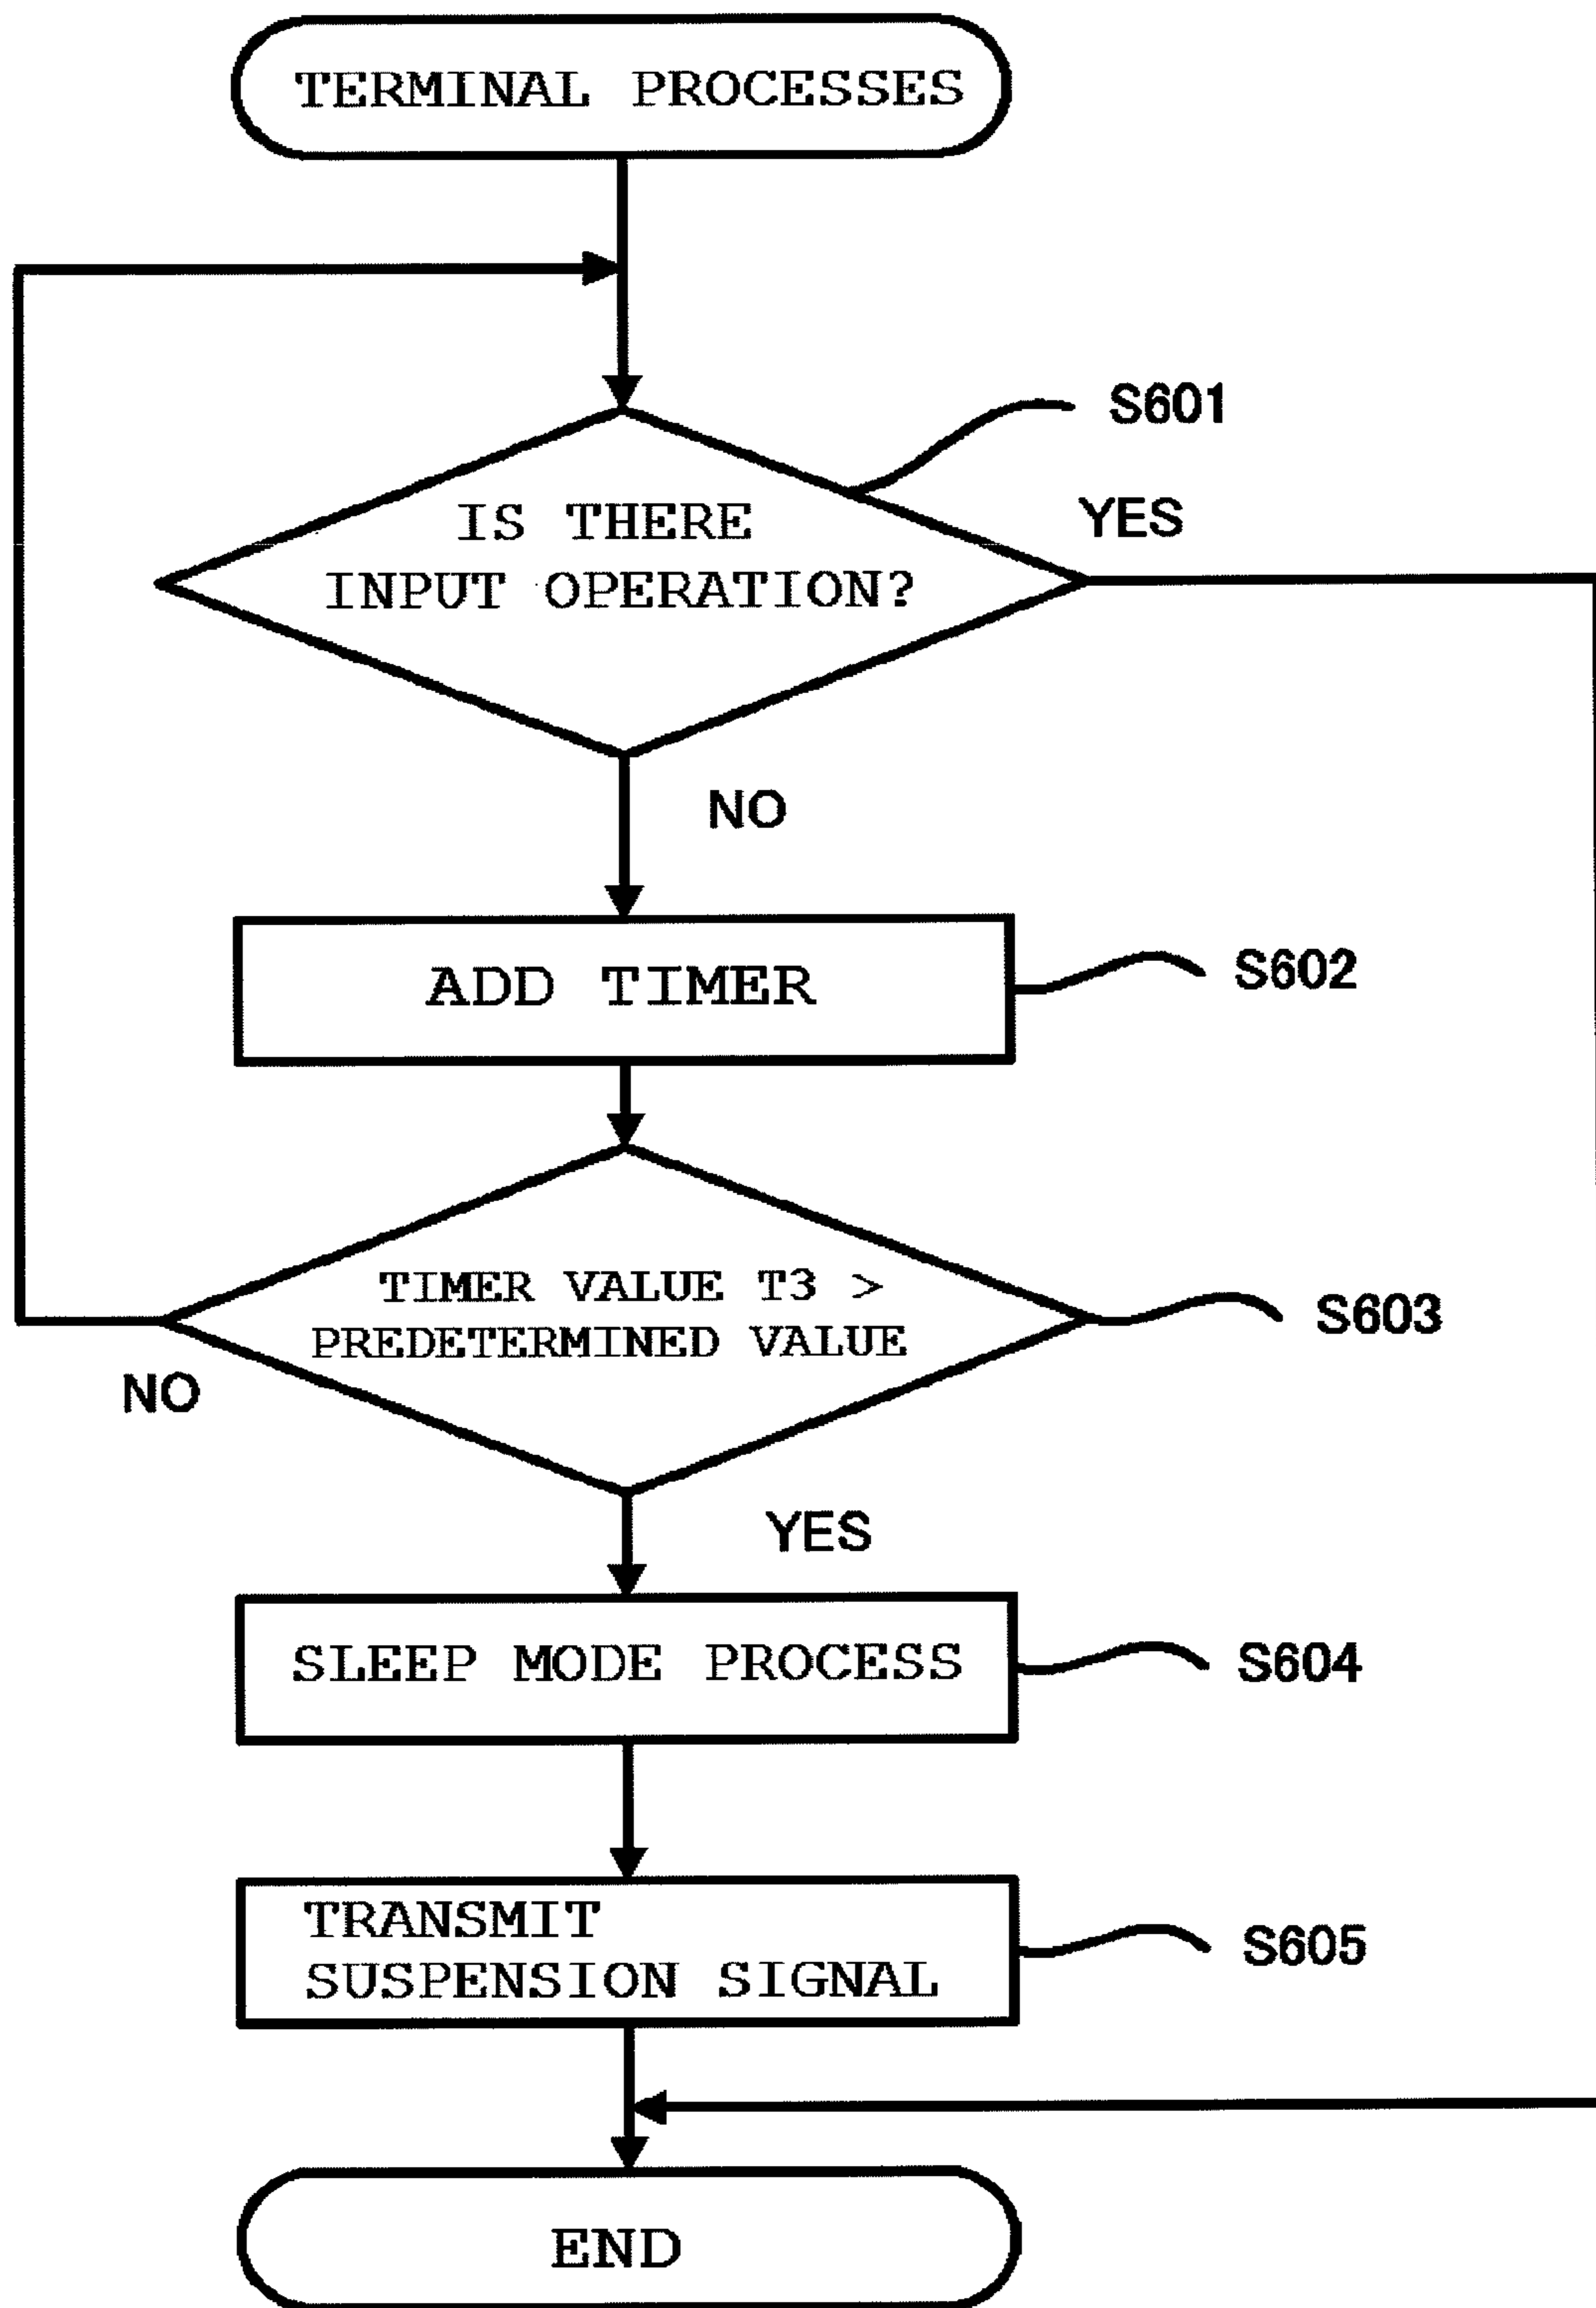 TERMINAL PROCESSES
S601
IS THERE
INPUT OPERATION?
YES
NO
ADD TIMER
S602
TIMER VALUE T3 >
PREDETERMINED VALUE
S603
NO
YES
SLEEP MODE PROCESS
S604
TRANSMIT
SUSPENSION SIGNAL
S605
END